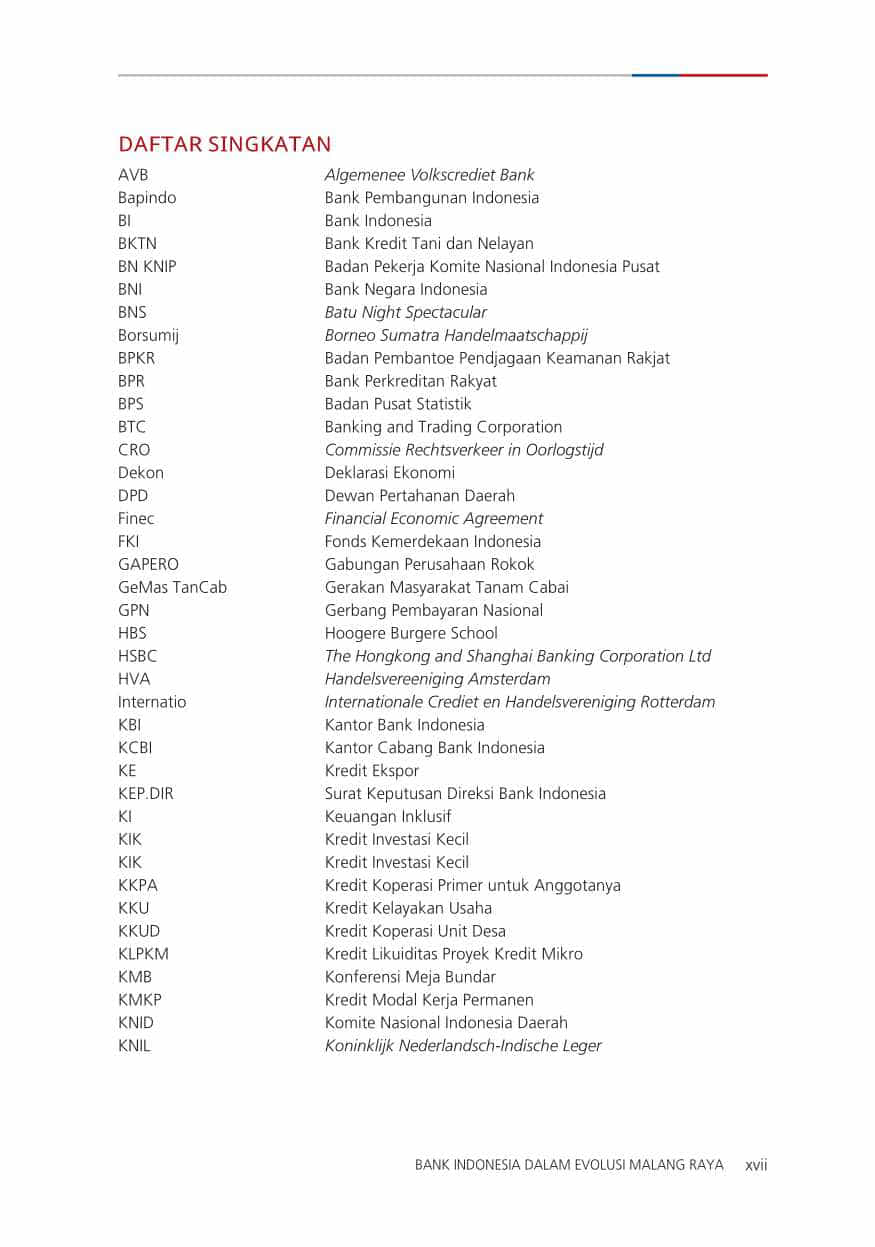 DAFTAR SINGKATAN
AVB Algemenee Volkscrediet Bank
Bapindo Bank Pembangunan Indonesia
BI Bank Indonesia
BKTN Bank Kredit Tani dan Nelayan
BN KNIP Badan Pekerja Komite Nasional Indonesia Pusat
BNI Bank Negara Indonesia
BNS Batu Night Spectacular
Borsumij Borneo Sumatra Handelmaatschappij
BPKR Badan Pembantoe Pendjagaan Keamanan Rakjat
BPR Bank Perkreditan Rakyat
BPS Badan Pusat Statistik
BTC Banking and Trading Corporation
CRO Commissie Rechtsverkeer in Oorlogstijd
Dekon Deklarasi Ekonomi
DPD Dewan Pertahanan Daerah
Finec Financial Economic Agreement
FKI Fonds Kemerdekaan Indonesia
GAPERO Gabungan Perusahaan Rokok
GeMas TanCab Gerakan Masyarakat Tanam Cabai
GPN Gerbang Pembayaran Nasional
HBS Hoogere Burgere School
HSBC The Hongkong and Shanghai Banking Corporation Ltd
HVA Handelsvereeniging Amsterdam
Internatio Internationale Crediet en Handelsvereniging Rotterdam
KBI Kantor Bank Indonesia
KCBI Kantor Cabang Bank Indonesia
KE Kredit Ekspor
KEP.DIR Surat Keputusan Direksi Bank Indonesia
KI Keuangan Inklusif
KIK Kredit Investasi Kecil
KIK Kredit Investasi Kecil
KKPA Kredit Koperasi Primer untuk Anggotanya
KKU Kredit Kelayakan Usaha
KKUD Kredit Koperasi Unit Desa
KLPKM Kredit Likuiditas Proyek Kredit Mikro
KMB Konferensi Meja Bundar
KMKP Kredit Modal Kerja Permanen
KNID Komite Nasional Indonesia Daerah
KNIL Koninklijk Nederlandsch-Indische Leger
BANK INDONESIA DALAM EVOLUSI MALANG RAYA xvii